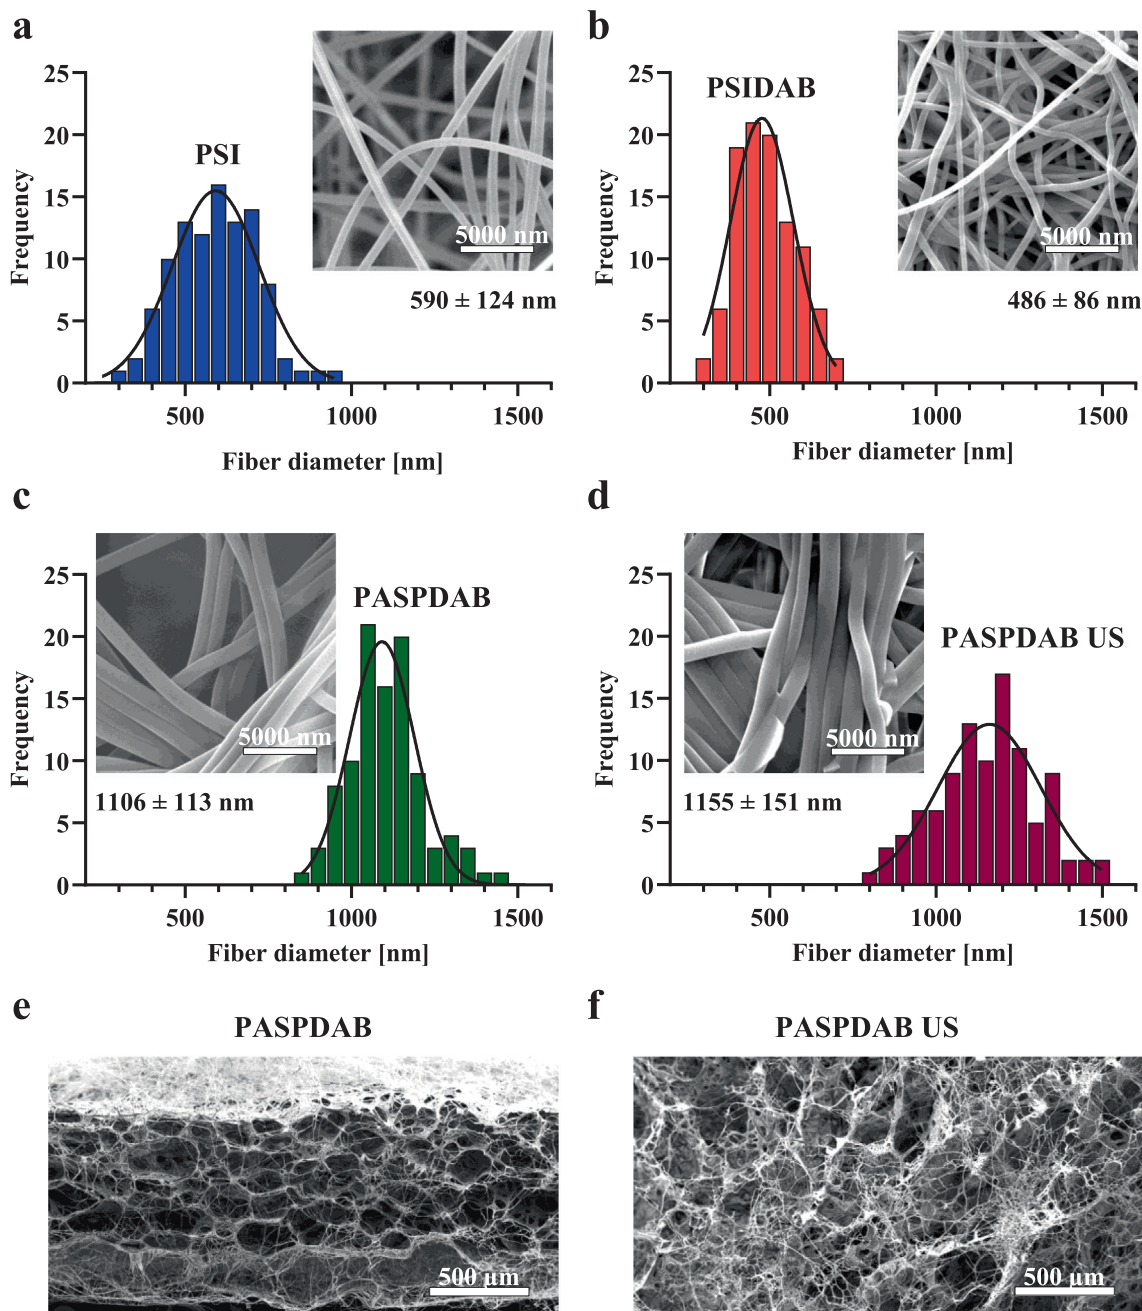 a
PSI
25
20
15
10
5
0
Frequency
500
1000
1500
Fiber diameter [nm]
5000 nm
590 ± 124 nm
b
PSIDAB
25
20
15
10
5
0
Frequency
500
1000
1500
Fiber diameter [nm]
5000 nm
486 ± 86 nm
c
PASPDAB
25
20
15
10
5
0
Frequency
500
1000
1500
Fiber diameter [nm]
5000 nm
1106 ± 113 nm
d
PASPDAB US
25
20
15
10
5
0
Frequency
500
1000
1500
Fiber diameter [nm]
5000 nm
1155 ± 151 nm
e
PASPDAB
500 µm
f
PASPDAB US
500 µm